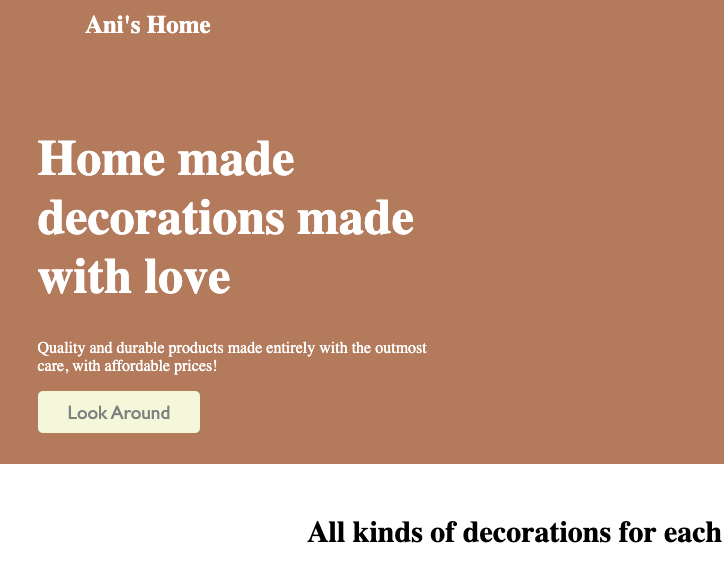 Ani's Home
Home made
decorations made
with love
Quality and durable products made entirely with the outmost
care, with affordable prices!
Look Around
All kinds of decorations for each